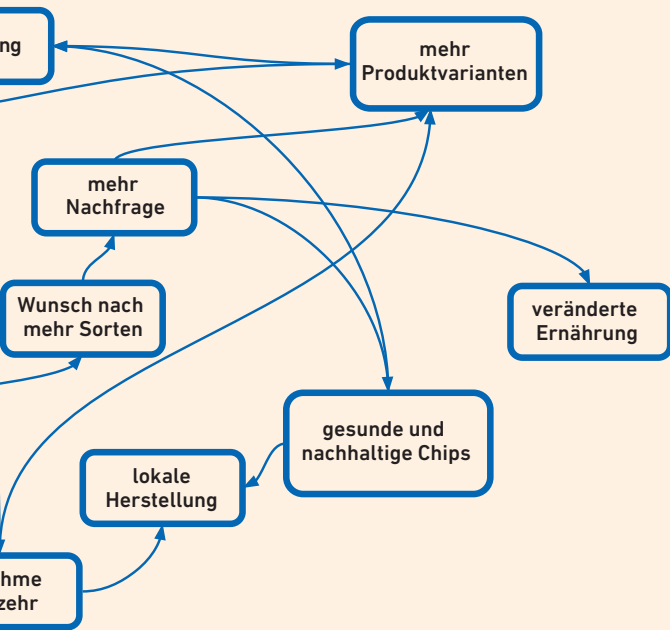 ng
mehr
Produktvarianten
mehr
Nachfrage
Wunsch nach
mehr Sorten
veränderte
Ernährung
gesunde und
nachhaltige Chips
lokale
Herstellung
hme
zehr